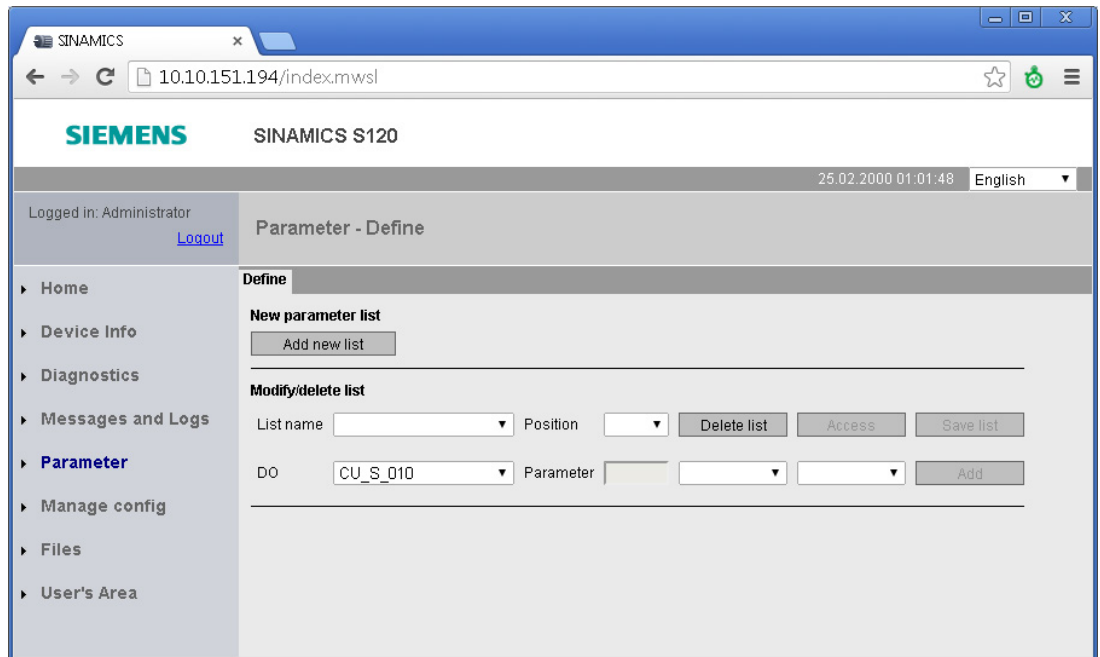 SINAMICS
10.10.151.194/index.mwsl
SIEMENS SINAMICS S120
25.02.2000 01:01:48 English
Logged in: Administrator
Logout
Parameter - Define
Home
Device Info
Diagnostics
Messages and Logs
Parameter
Manage config
Files
User's Area
Define
New parameter list
Add new list
Modify/delete list
List name Position Delete list Access Save list
DO CU_S_010 Parameter Add